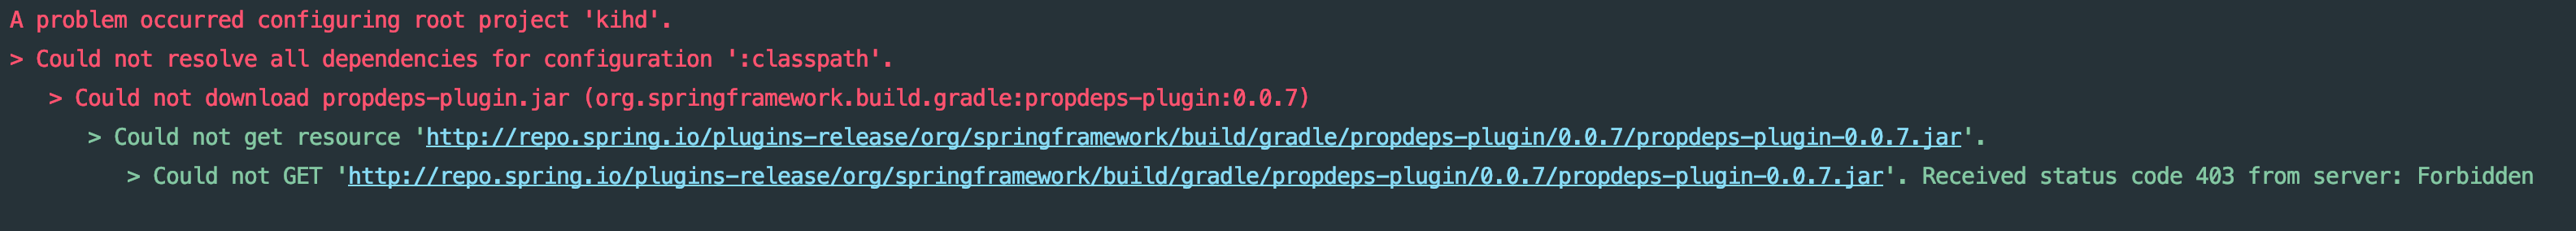 A problem occurred configuring root project 'kihd'.
> Could not resolve all dependencies for configuration ':classpath'.
> Could not download propdeps-plugin.jar (org.springframework.build.gradle:propdeps-plugin:0.0.7)
> Could not get resource 'http://repo.spring.io/plugins-release/org/springframework/build/gradle/propdeps-plugin/0.0.7/propdeps-plugin-0.0.7.jar'.
> Could not GET 'http://repo.spring.io/plugins-release/org/springframework/build/gradle/propdeps-plugin/0.0.7/propdeps-plugin-0.0.7.jar'. Received status code 403 from server: Forbidden